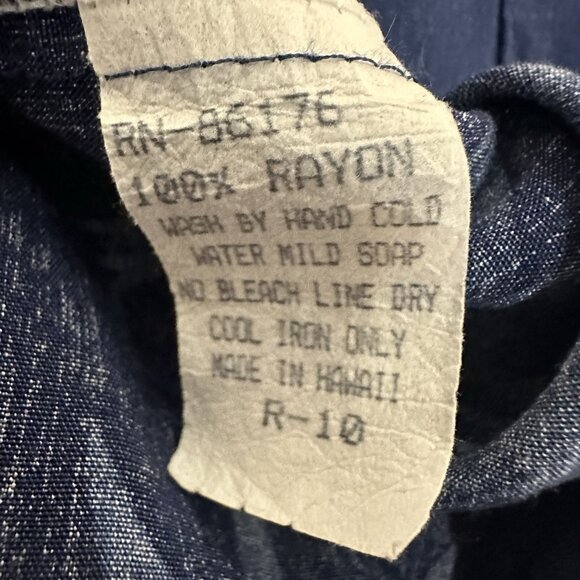 RN-86176
100% RAYON
WASH BY HAND COLD
WATER MILD SOAP
NO BLEACH LINE DRY
COOL IRON ONLY
MADE IN HAWAII
R-10